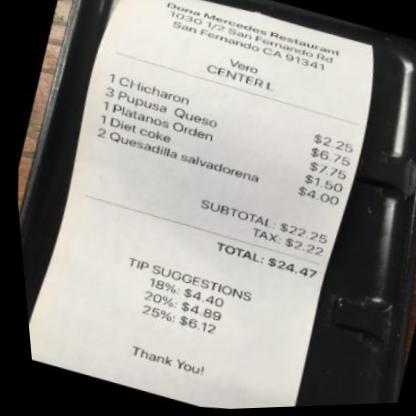 Dona Mercedes Restaurant
1030 1/2 San Fernando Rd
San Fernando CA 91341
Vero
CENTER L
1 CHicharon $2.25
3 Pupusa Queso $6.75
1 Platanos Orden $7.75
1 Diet coke $1.50
2 Quesadilla salvadorena $4.00
SUBTOTAL: $22.25
TAX: $2.22
TOTAL: $24.47
TIP SUGGESTIONS
18%: $4.40
20%: $4.89
25%: $6.12
Thank You!